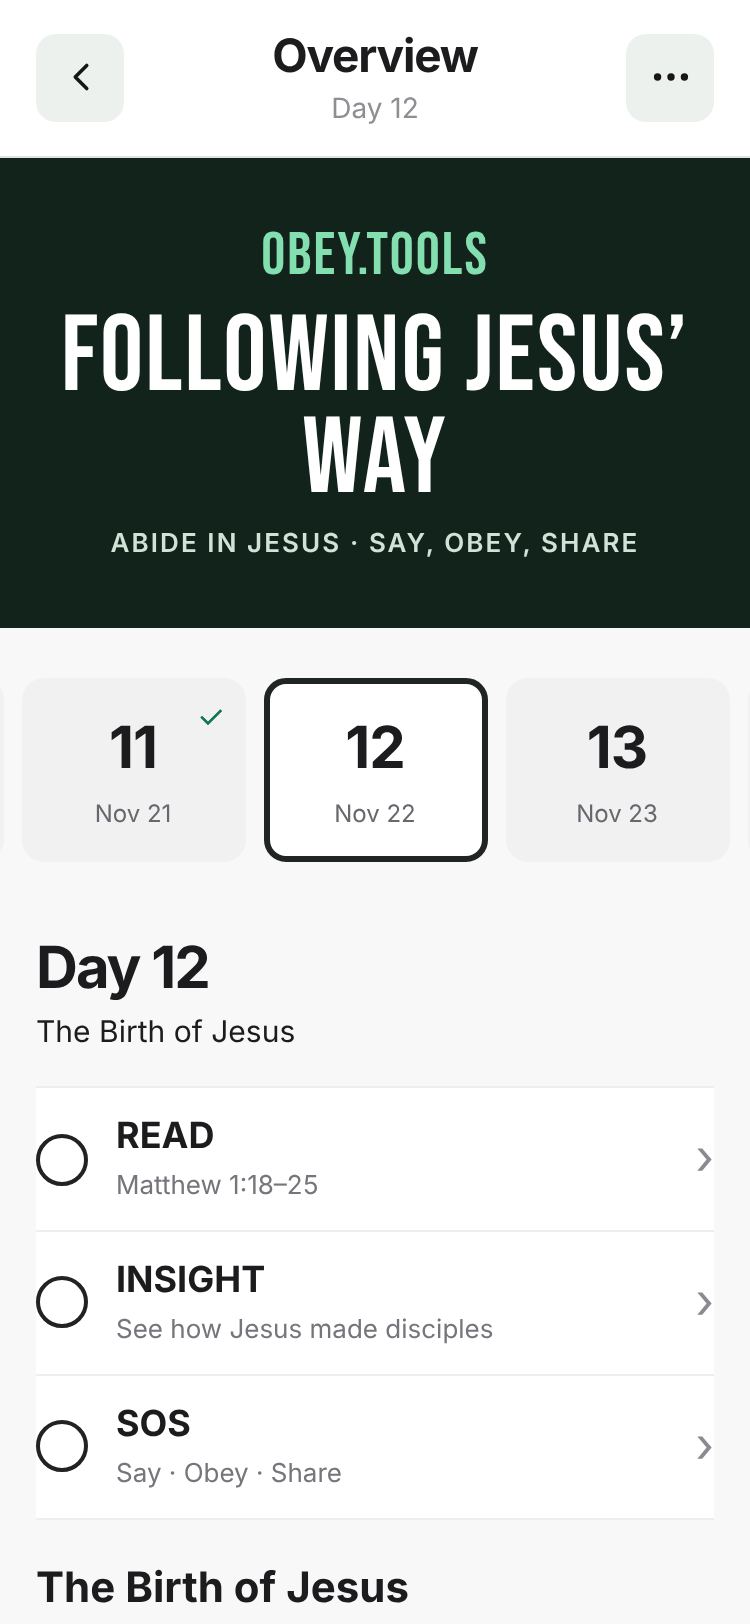 Overview
Day 12
OBEY.TOOLS
FOLLOWING JESUS’
WAY
ABIDE IN JESUS · SAY, OBEY, SHARE
11
Nov 21
12
Nov 22
13
Nov 23
Day 12
The Birth of Jesus
READ
Matthew 1:18–25
INSIGHT
See how Jesus made disciples
SOS
Say · Obey · Share
The Birth of Jesus